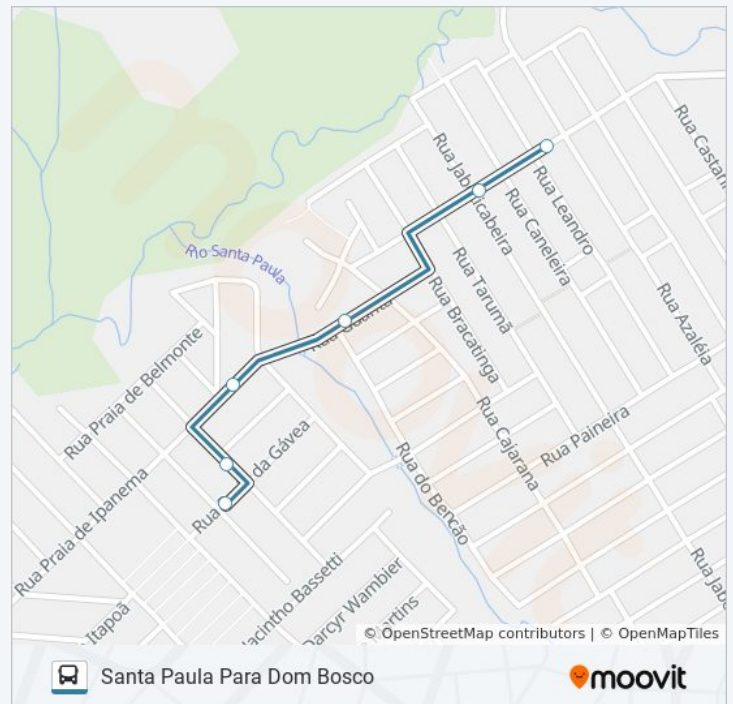 Rua Castanh
Rua Jabuticabeira
Rua Leandro
Rua Caneleira
Rio Santa Paula
Rua Taruma
Rua Bracatinga
Rua Azaléia
Rua Praia de Belmonte
Rua Cajarana
Rua Paineira
Rua da Gávea
Rua do Benção
Rua Praia de Ipanema
Jacintho Bassetti
Darcyr Wambier
Martins
Itapoã
Rua Jab
© OpenStreetMap contributors | © OpenMapTiles
Santa Paula Para Dom Bosco
moovit